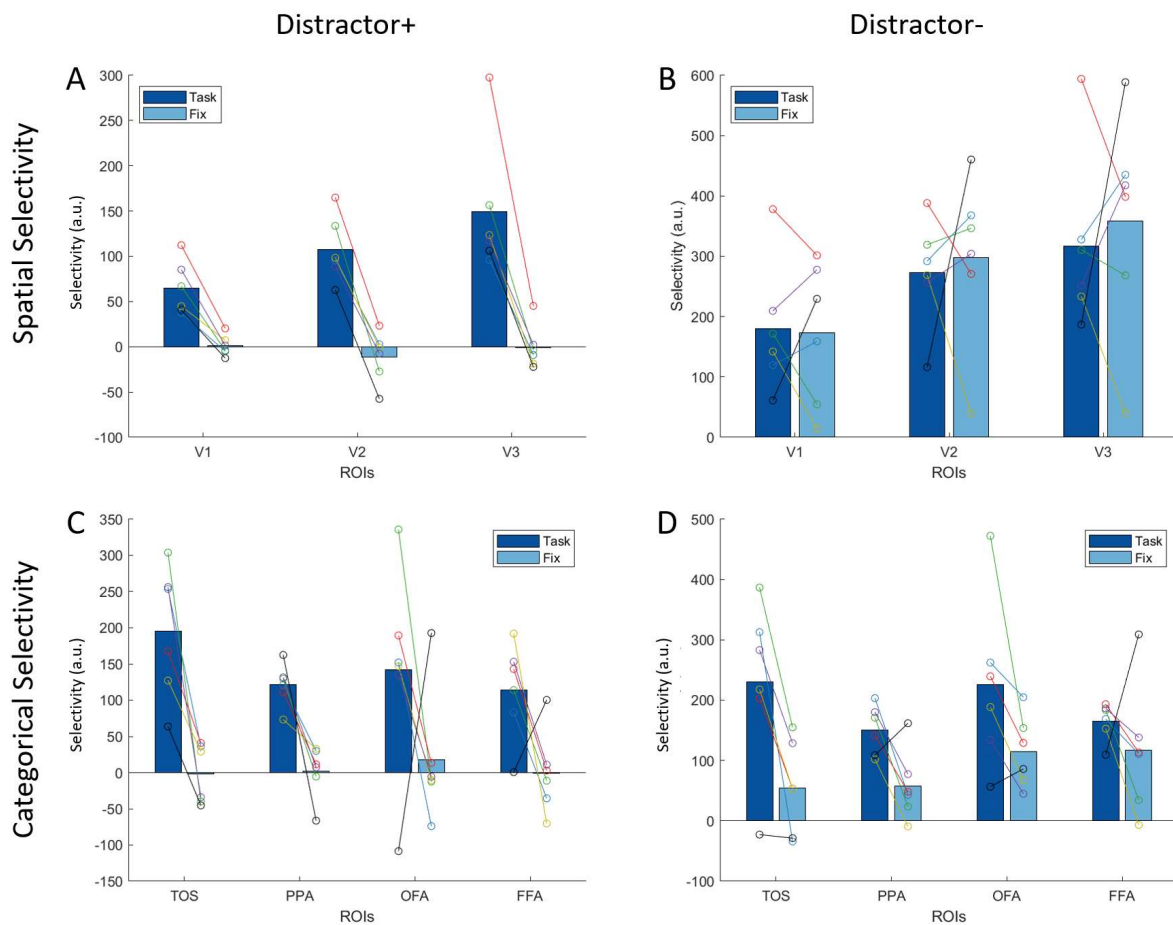 Distractor+
Distractor-
Spatial Selectivity
Categorical Selectivity
A
Task
Fix
Selectivity (a.u.)
300
250
200
150
100
50
0
-50
-100
V1 V2 V3
ROIs
B
Task
Fix
Selectivity (a.u.)
600
500
400
300
200
100
0
V1 V2 V3
ROIs
C
Task
Fix
Selectivity (a.u.)
350
300
250
200
150
100
50
0
-50
-100
-150
TOS PPA OFA FFA
ROIs
D
Task
Fix
Selectivity (a.u.)
500
400
300
200
100
0
-100
TOS PPA OFA FFA
ROIs